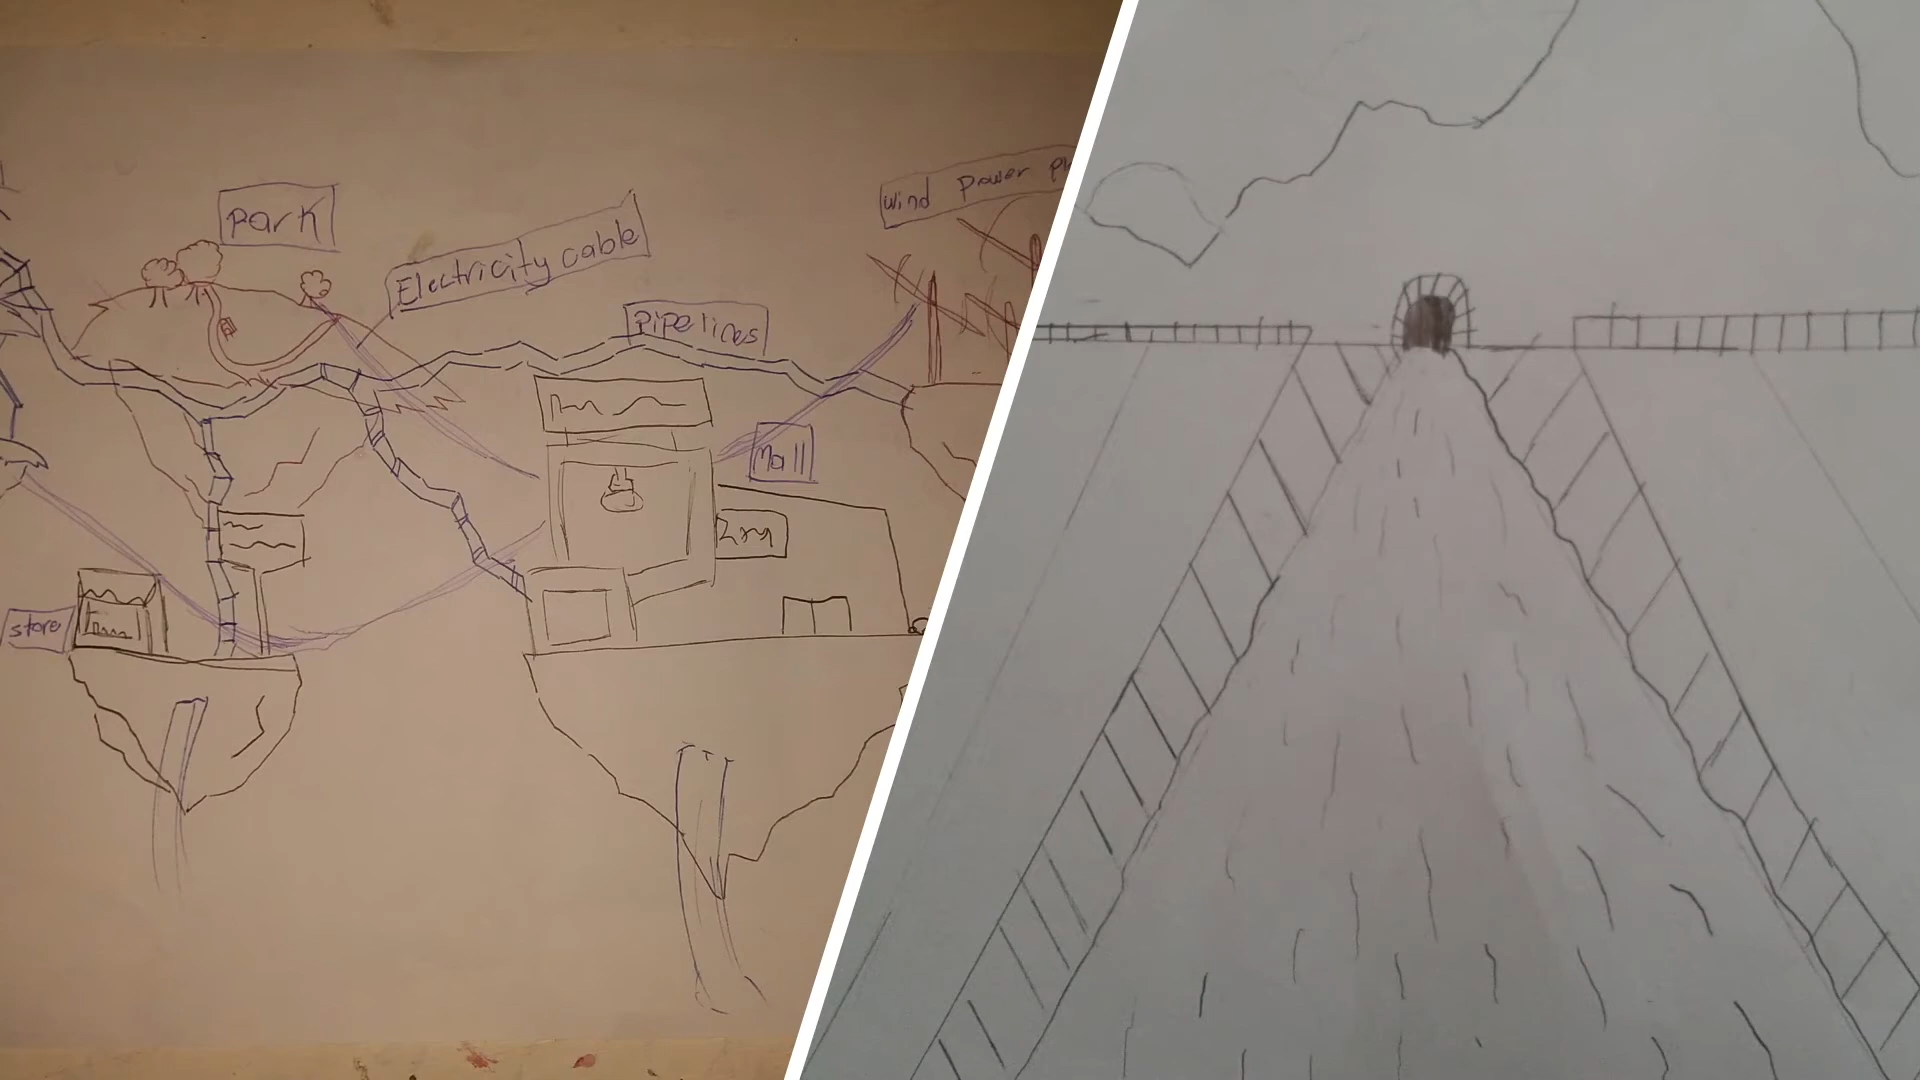 Park
Electricity cable
Pipelines
wind power
Mall
store